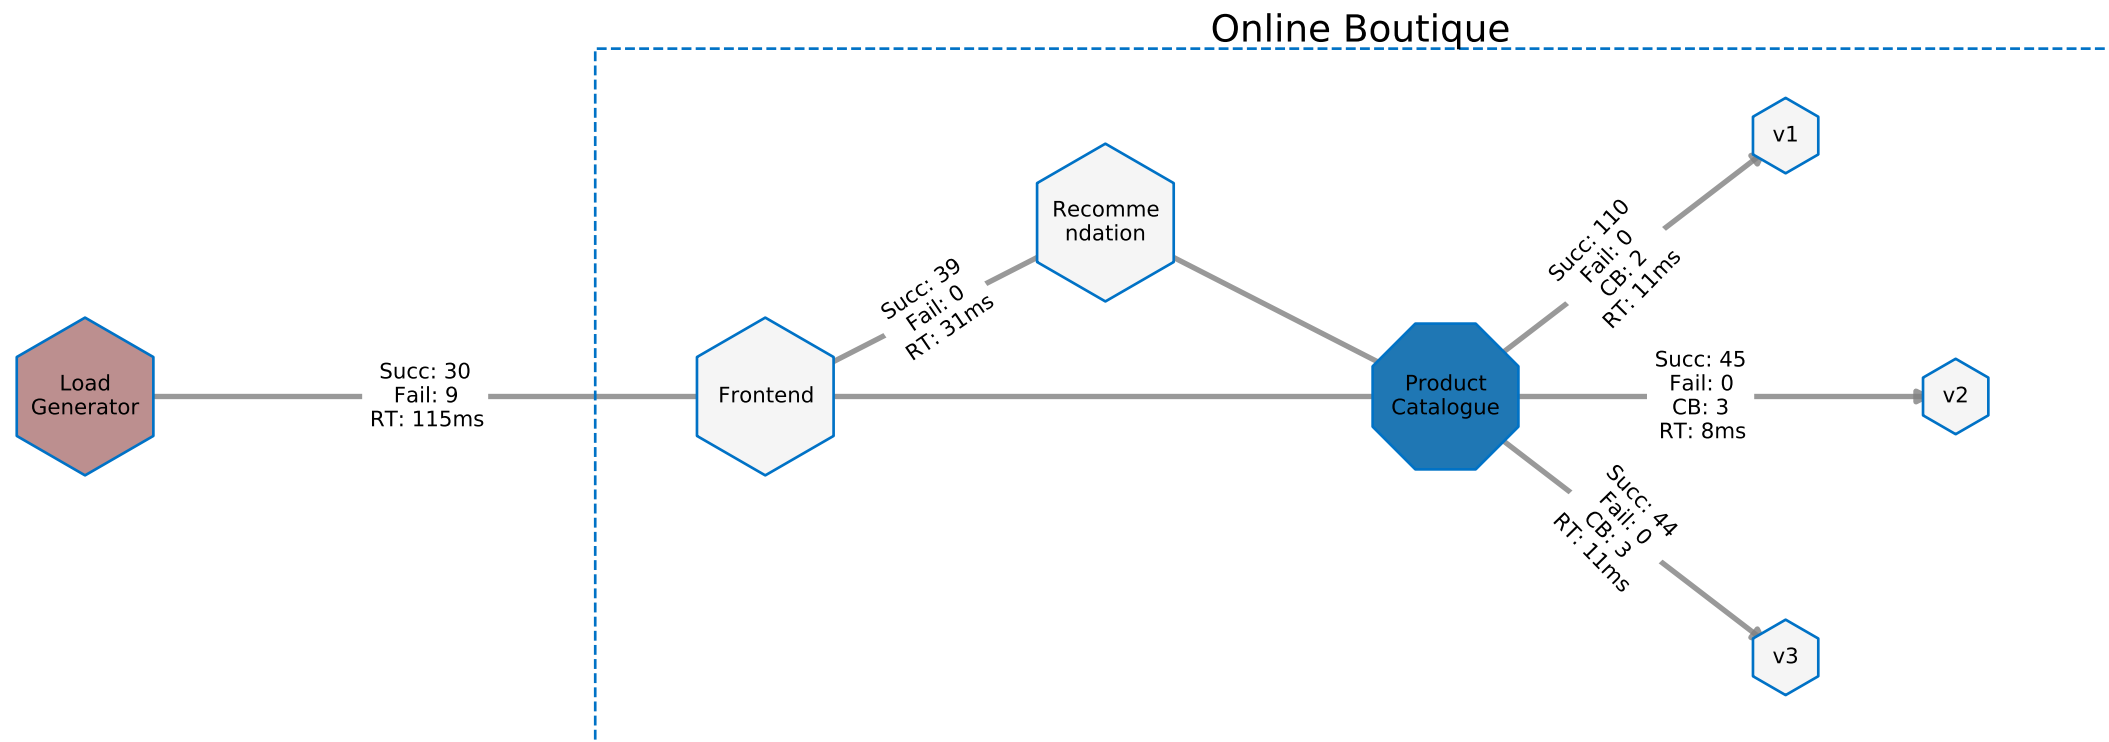 Online Boutique
v1
Recomme
ndation
Succ: 110
Fail: 0
CB: 2
RT: 11ms
Succ: 39
Fail: 0
RT: 31ms
Load
Generator
Succ: 30
Fail: 9
RT: 115ms
Frontend
Product
Catalogue
Succ: 45
Fail: 0
CB: 3
RT: 8ms
v2
Succ: 44
Fail: 0
CB: 3
RT: 11ms
v3